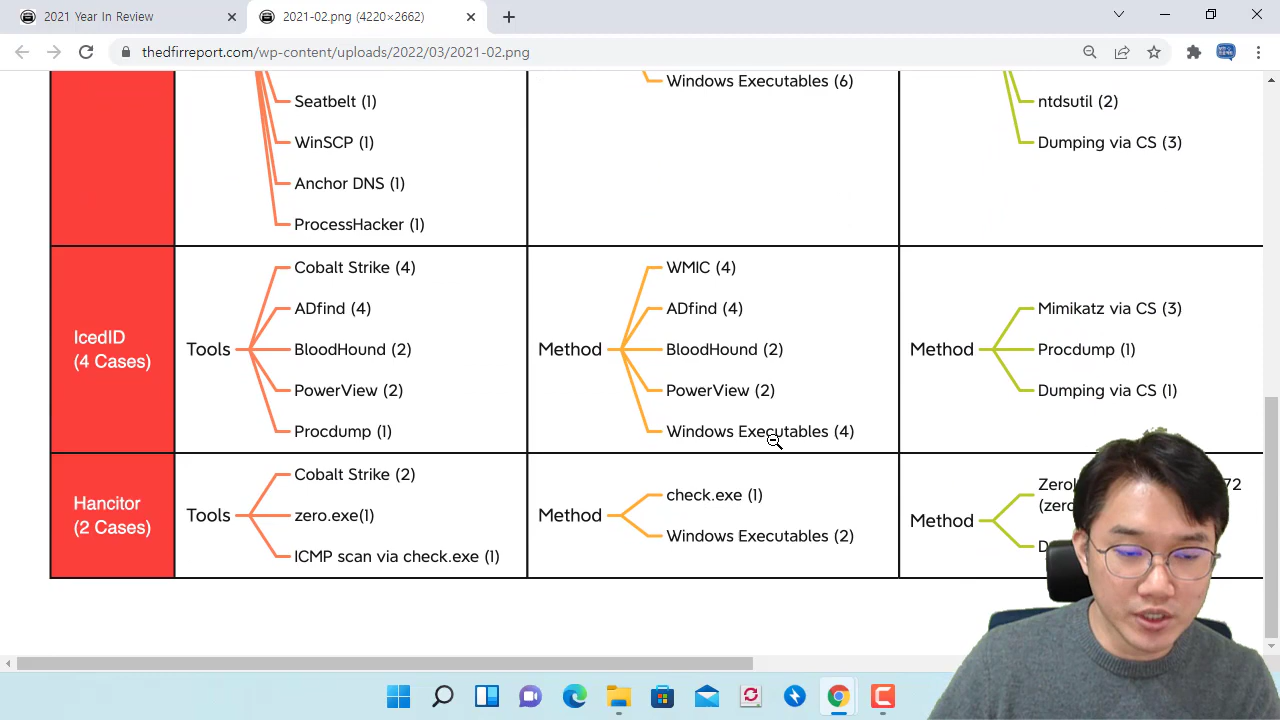 2021 Year In Review
2021-02.png (4220×2662)
thedfirreport.com/wp-content/uploads/2022/03/2021-02.png
Seatbelt (1)
WinSCP (1)
Anchor DNS (1)
ProcessHacker (1)
Windows Executables (6)
ntdsutil (2)
Dumping via CS (3)
IcedID
(4 Cases)
Tools
Cobalt Strike (4)
ADfind (4)
BloodHound (2)
PowerView (2)
Procdump (1)
Method
WMIC (4)
ADfind (4)
BloodHound (2)
PowerView (2)
Windows Executables (4)
Method
Mimikatz via CS (3)
Procdump (1)
Dumping via CS (1)
Hancitor
(2 Cases)
Tools
Cobalt Strike (2)
zero.exe(1)
ICMP scan via check.exe (1)
Method
check.exe (1)
Windows Executables (2)
Method